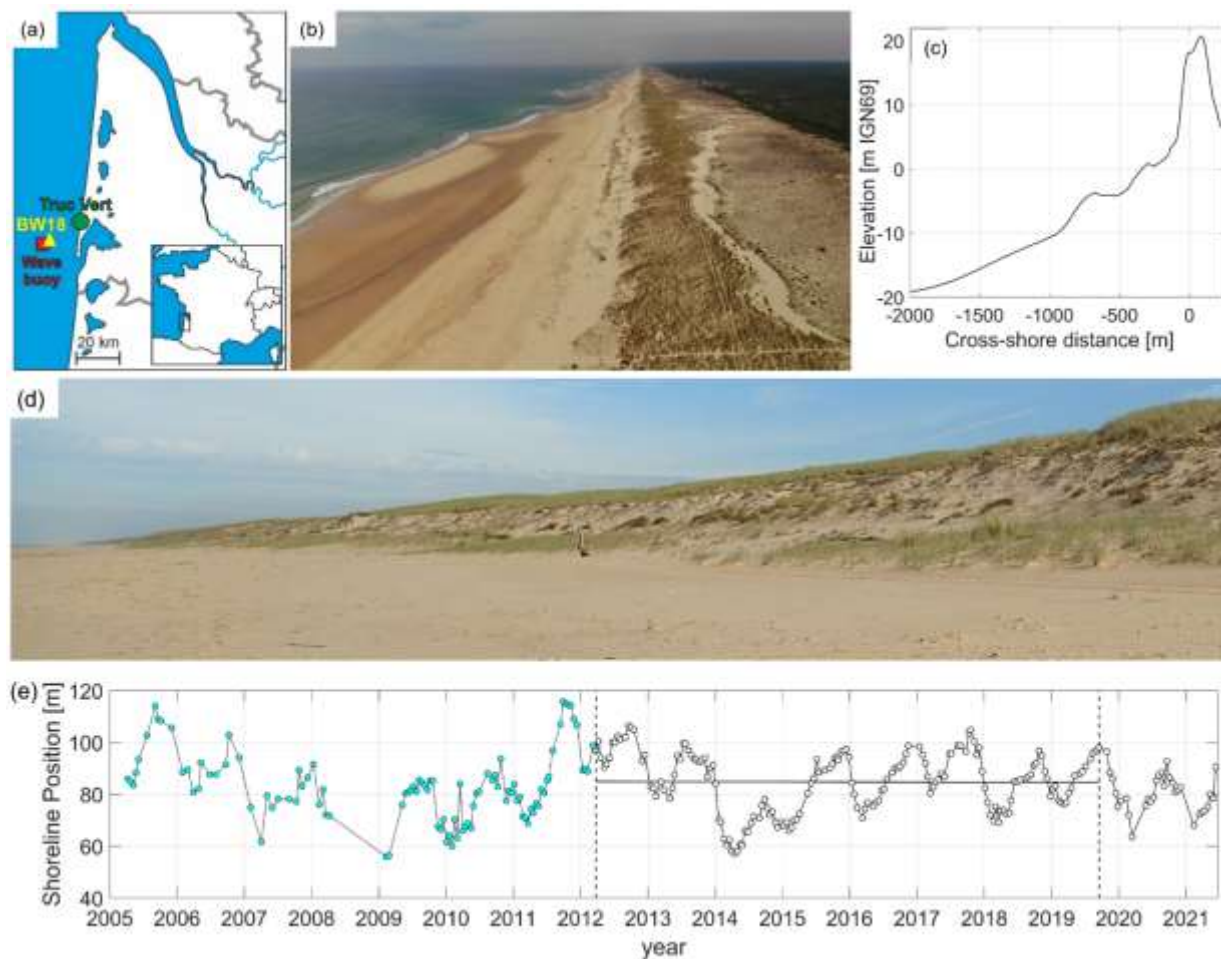 (a)
Truc Vert
BW18
Wave
buoy
20 km
(b)
(c)
20
10
0
-10
-20
Elevation [m IGN69]
-2000
-1500
-1000
-500
0
Cross-shore distance [m]
(d)
(e)
Shoreline Position [m]
120
100
80
60
40
2005
2006
2007
2008
2009
2010
2011
2012
2013
2014
2015
2016
2017
2018
2019
2020
2021
year